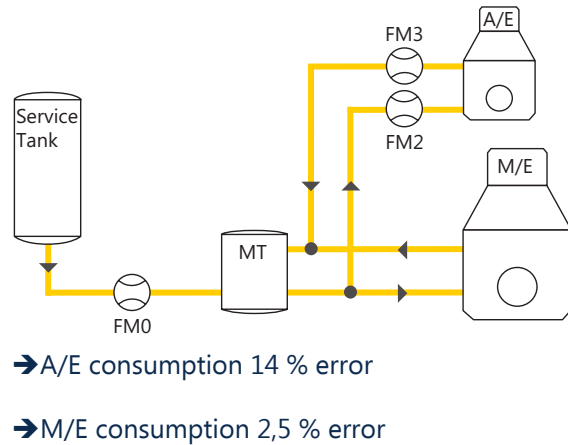 A/E
FM3
Service
Tank
FM2
M/E
MT
FM0
➔A/E consumption 14 % error
➔M/E consumption 2,5 % error